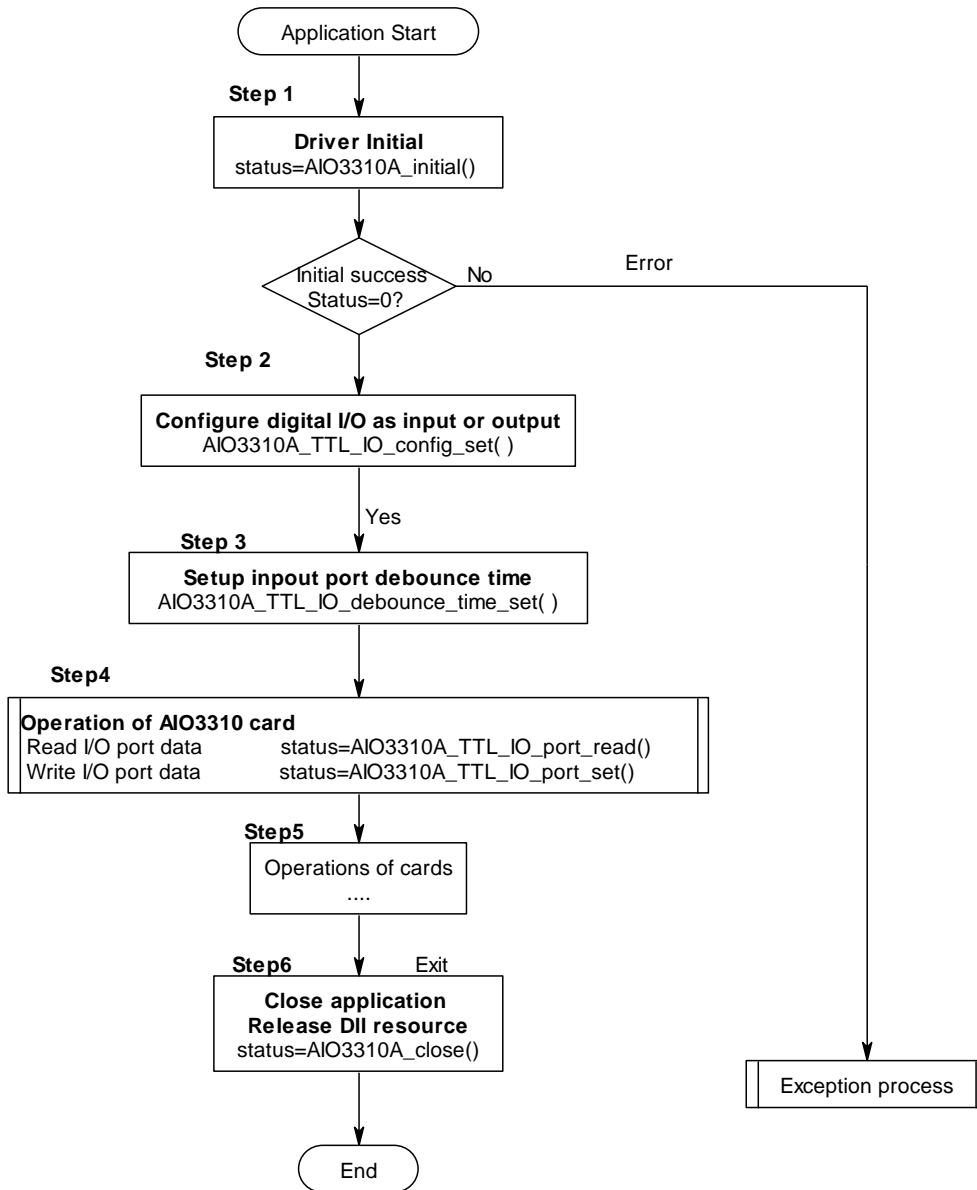 Application Start
Step 1
Driver Initial
status=AIO3310A_initial()
Initial success
Status=0?
No
Error
Step 2
Configure digital I/O as input or output
AIO3310A_TTL_IO_config_set( )
Yes
Step 3
Setup inpout port debounce time
AIO3310A_TTL_IO_debounce_time_set( )
Step4
Operation of AIO3310 card
Read I/O port data status=AIO3310A_TTL_IO_port_read()
Write I/O port data status=AIO3310A_TTL_IO_port_set()
Step5
Operations of cards
....
Step6
Exit
Close application
Release Dll resource
status=AIO3310A_close()
Exception process
End